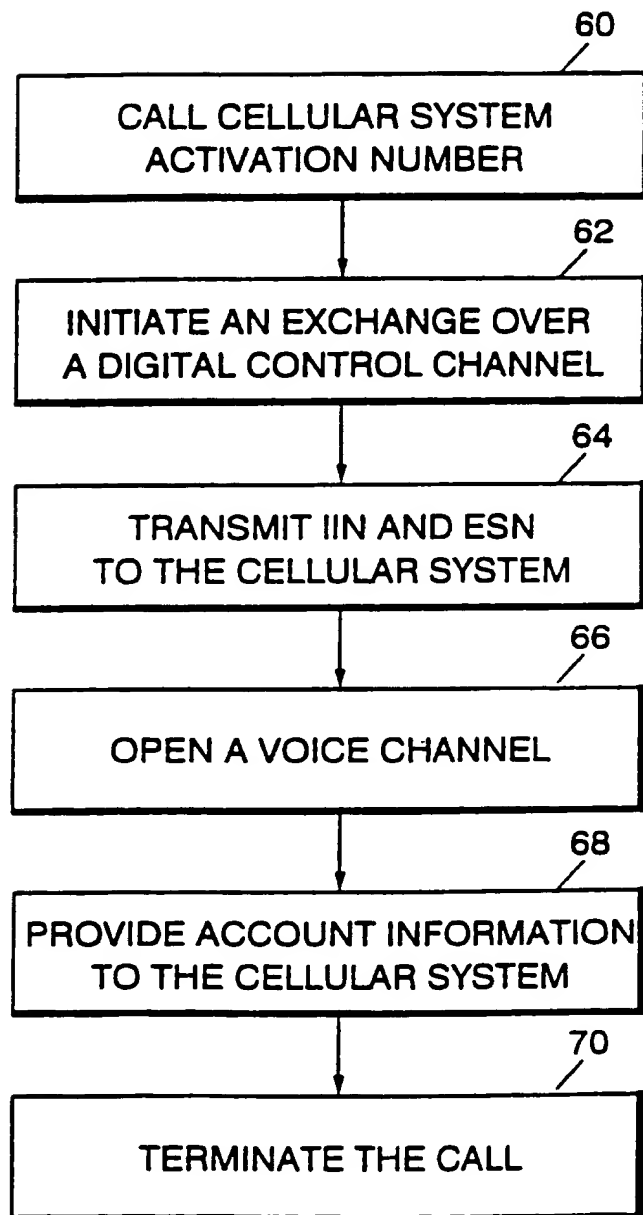 60
CALL CELLULAR SYSTEM
ACTIVATION NUMBER
62
INITIATE AN EXCHANGE OVER
A DIGITAL CONTROL CHANNEL
64
TRANSMIT IIN AND ESN
TO THE CELLULAR SYSTEM
66
OPEN A VOICE CHANNEL
68
PROVIDE ACCOUNT INFORMATION
TO THE CELLULAR SYSTEM
70
TERMINATE THE CALL